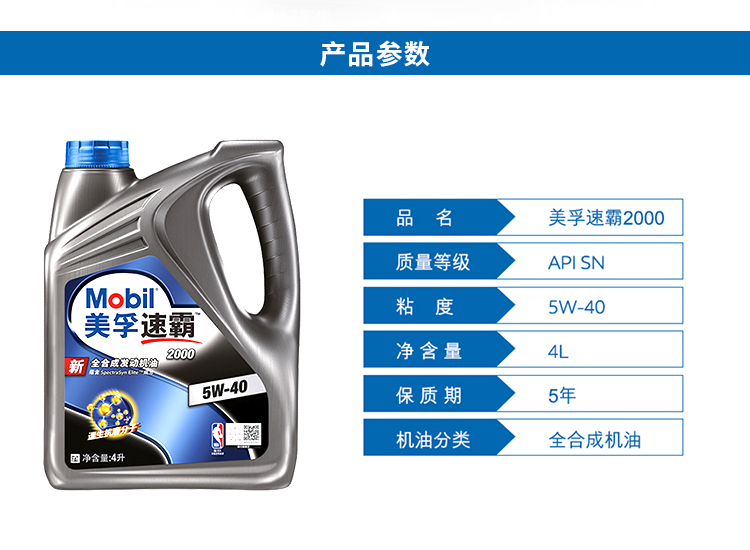 产品参数
Mobil
美孚速霸™
2000
新 全合成发动机油
5W-40
净含量:4升
品 名 美孚速霸2000
质量等级 API SN
粘 度 5W-40
净 含 量 4L
保 质 期 5年
机油分类 全合成机油